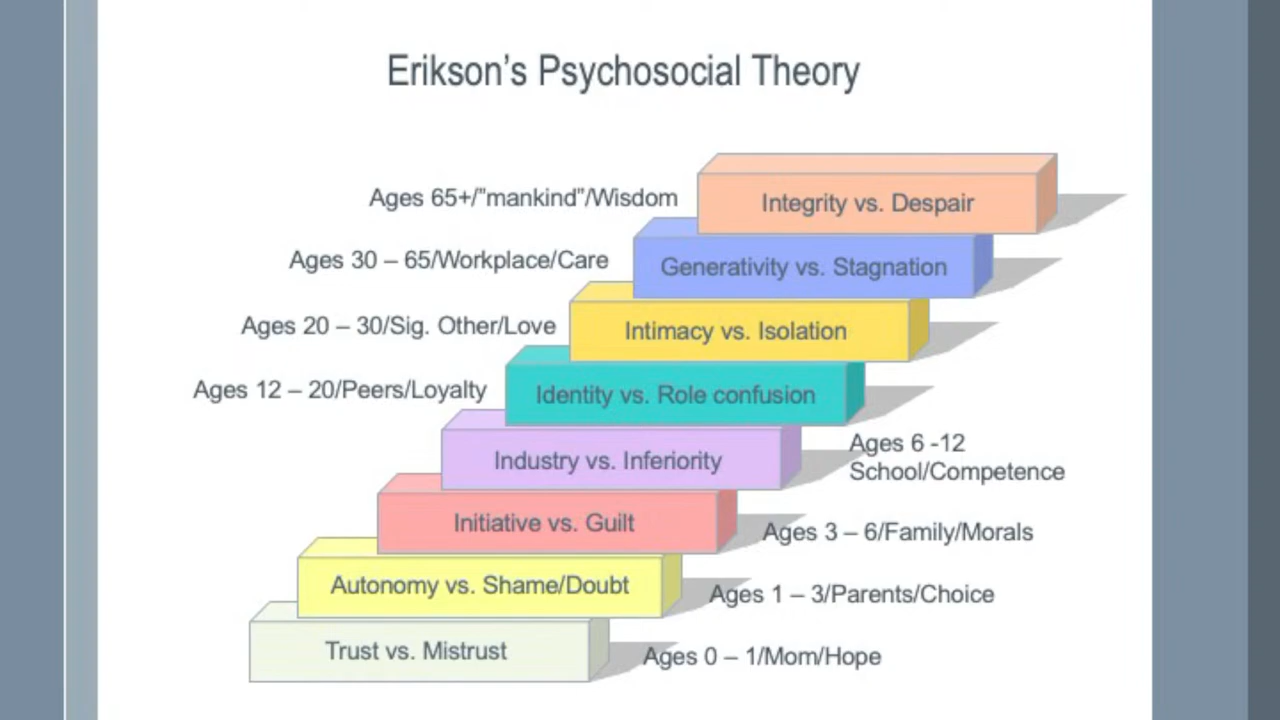 Erikson’s Psychosocial Theory
Ages 65+/”mankind”/Wisdom
Integrity vs. Despair
Ages 30 – 65/Workplace/Care
Generativity vs. Stagnation
Ages 20 – 30/Sig. Other/Love
Intimacy vs. Isolation
Ages 12 – 20/Peers/Loyalty
Identity vs. Role confusion
Industry vs. Inferiority
Ages 6 -12
School/Competence
Initiative vs. Guilt
Ages 3 – 6/Family/Morals
Autonomy vs. Shame/Doubt
Ages 1 – 3/Parents/Choice
Trust vs. Mistrust
Ages 0 – 1/Mom/Hope